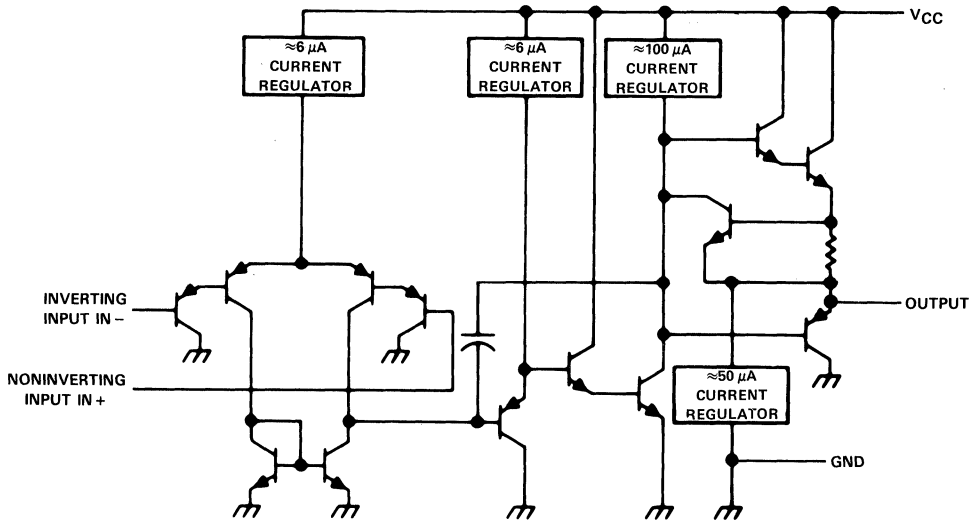 VCC
≈6 μA
CURRENT
REGULATOR
≈6 μA
CURRENT
REGULATOR
≈100 μA
CURRENT
REGULATOR
INVERTING
INPUT IN−
OUTPUT
NONINVERTING
INPUT IN+
≈50 μA
CURRENT
REGULATOR
GND